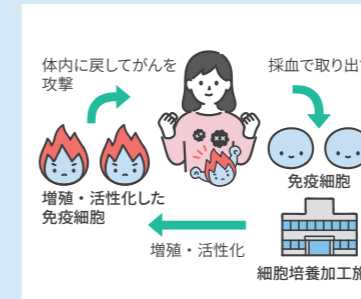 体内に戻してがんを
攻撃
採血で取り出
免疫細胞
増殖・活性化した
免疫細胞
増殖・活性化
細胞培養加工施